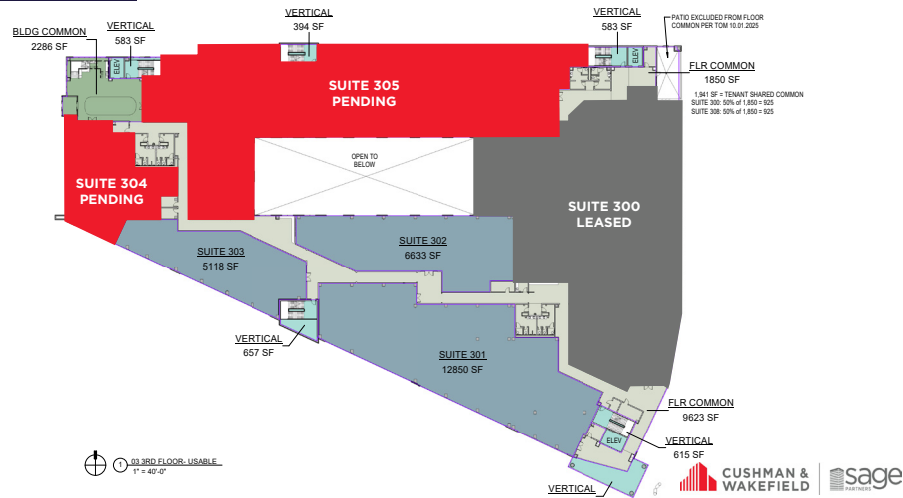 BLDG COMMON
2286 SF
VERTICAL
583 SF
ELEV
VERTICAL
394 SF
VERTICAL
583 SF
ELEV
PATIO EXCLUDED FROM FLOOR
COMMON PER TOM 10.01.2025
FLR COMMON
1850 SF
1,941 SF = TENANT SHARED COMMON
SUITE 300: 50% of 1,850 = 925
SUITE 308: 50% of 1,850 = 925
SUITE 305
PENDING
OPEN TO
BELOW
SUITE 304
PENDING
SUITE 300
LEASED
SUITE 303
5118 SF
SUITE 302
6633 SF
VERTICAL
657 SF
SUITE 301
12850 SF
FLR COMMON
9623 SF
ELEV
VERTICAL
615 SF
VERTICAL
1
03 3RD FLOOR- USABLE
1" = 40'-0"
CUSHMAN &
WAKEFIELD
sage
PARTNERS